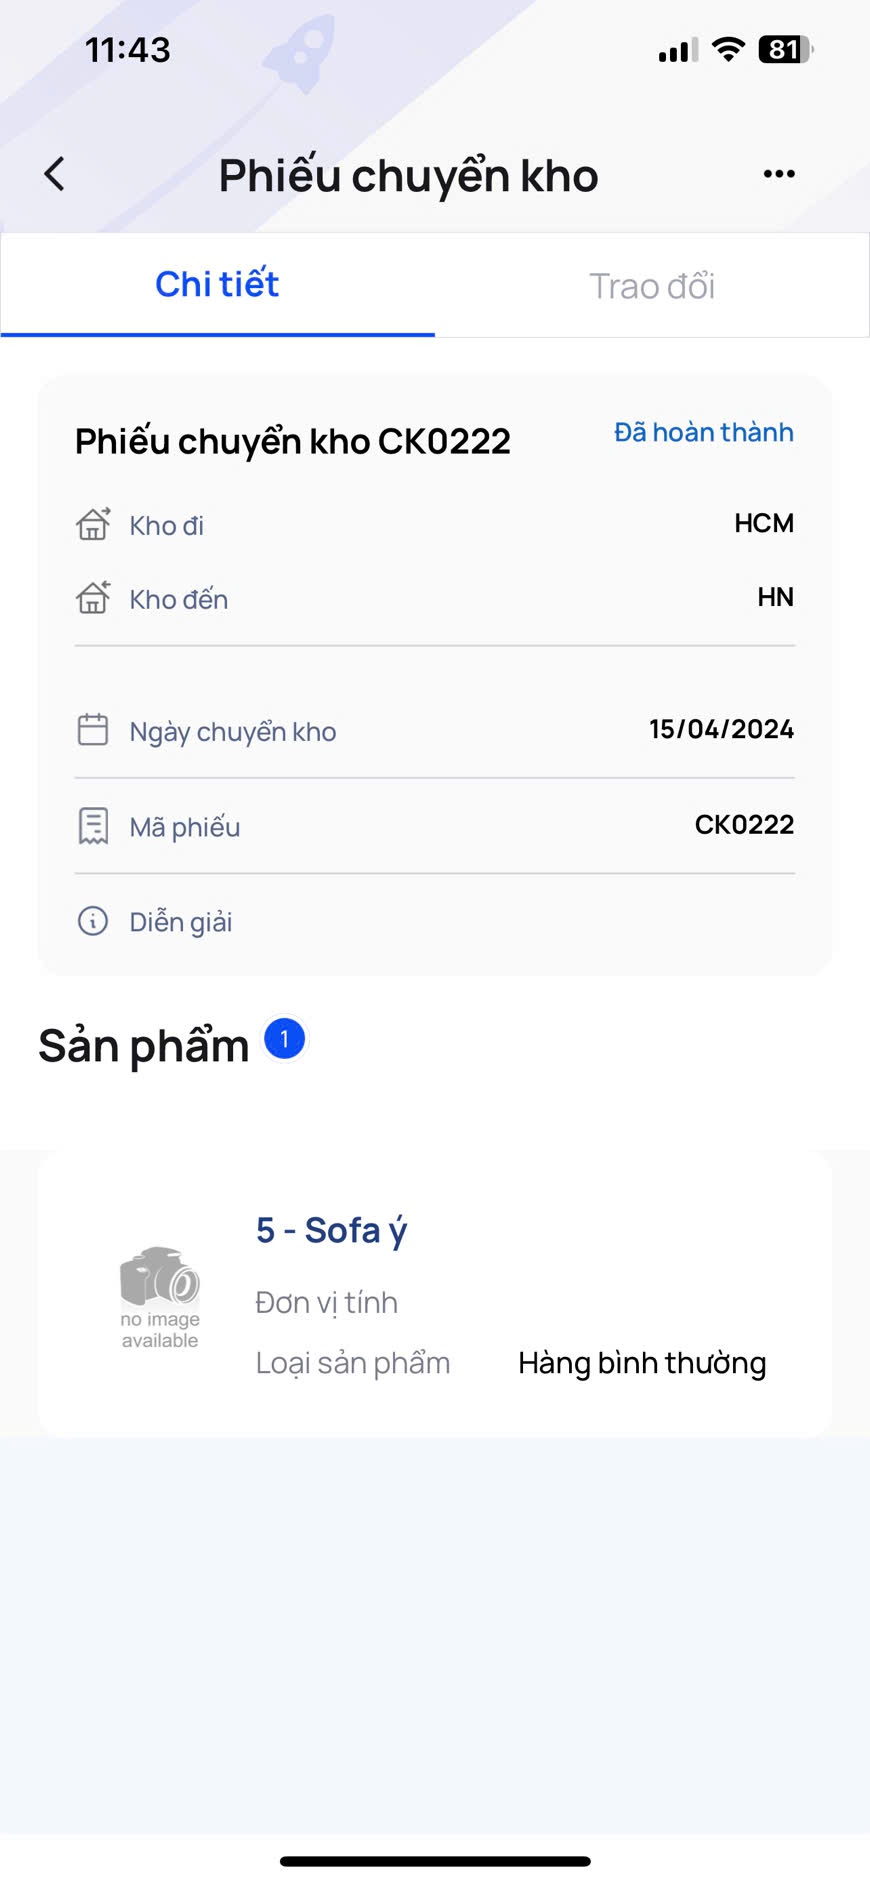 11:43
81
Phiếu chuyển kho
Chi tiết
Trao đổi
Phiếu chuyển kho CK0222
Đã hoàn thành
Kho đi
HCM
Kho đến
HN
Ngày chuyển kho
15/04/2024
Mã phiếu
CK0222
Diễn giải
Sản phẩm 1
5 - Sofa ý
no image
available
Đơn vị tính
Loại sản phẩm
Hàng bình thường